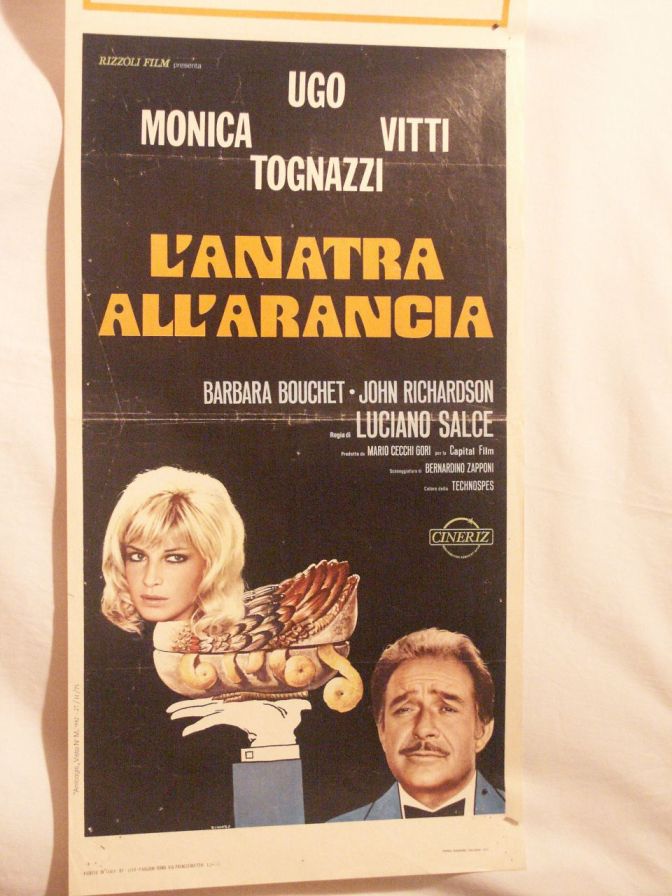 RIZZOLI FILM presenta
UGO
MONICA VITTI
TOGNAZZI
L'ANATRA
ALL'ARANCIA
BARBARA BOUCHET • JOHN RICHARDSON
Regia di LUCIANO SALCE
Prodotto da MARIO CECCHI GORI per la Capital Film
Sceneggiatura di BERNARDINO ZAPPONI
Colore della TECHNOSPES
CINERIZ